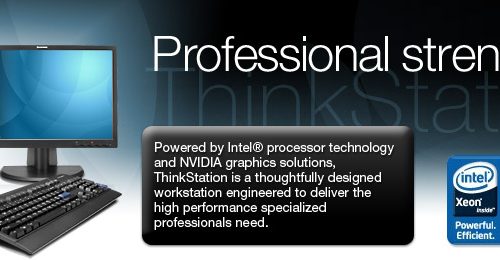 Professional stren
ThinkStat
Powered by Intel® processor technology
and NVIDIA graphics solutions,
ThinkStation is a thoughtfully designed
workstation engineered to deliver the
high performance specialized
professionals need.
intel
Xeon
inside
Powerful.
Efficient.